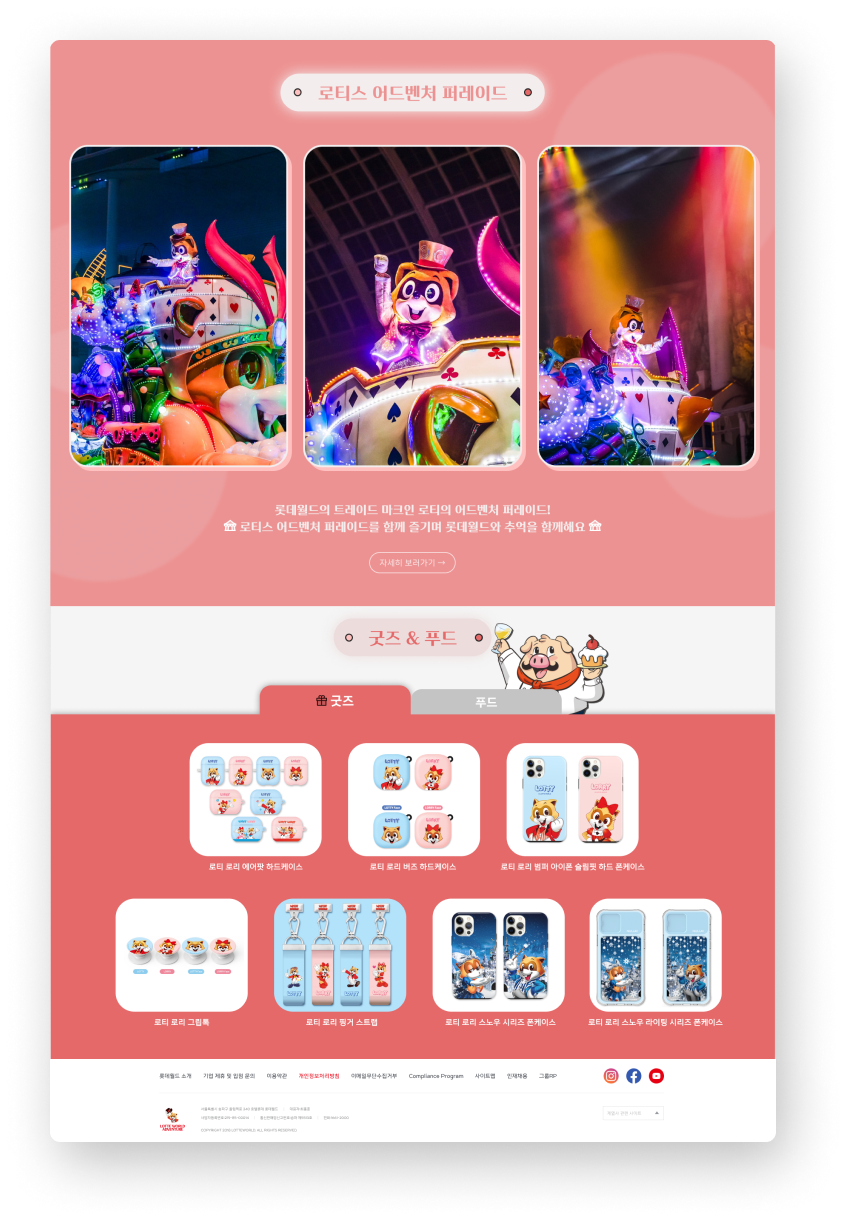 로티스 어드벤처 퍼레이드
롯데월드의 트레이드 마크인 로티의 어드벤처 퍼레이드!
로티스 어드벤처 퍼레이드를 함께 즐기며 롯데월드와 추억을 함께해요
자세히 보러가기 →
굿즈 & 푸드
굿즈
푸드
로티 로리 에어팟 하드케이스
로티 로리 버즈 하드케이스
로티 로리 범퍼 아이폰 슬림핏 하드 폰케이스
로티 로리 그립톡
로티 로리 핑거 스트랩
로티 로리 스노우 시리즈 폰케이스
로티 로리 스노우 라이팅 시리즈 폰케이스
롯데월드 소개 기업 제휴 및 입점 문의 이용약관 개인정보처리방침 이메일무단수집거부 Compliance Program 사이트맵 인재채용 그룹RP
LOTTE WORLD
ADVENTURE